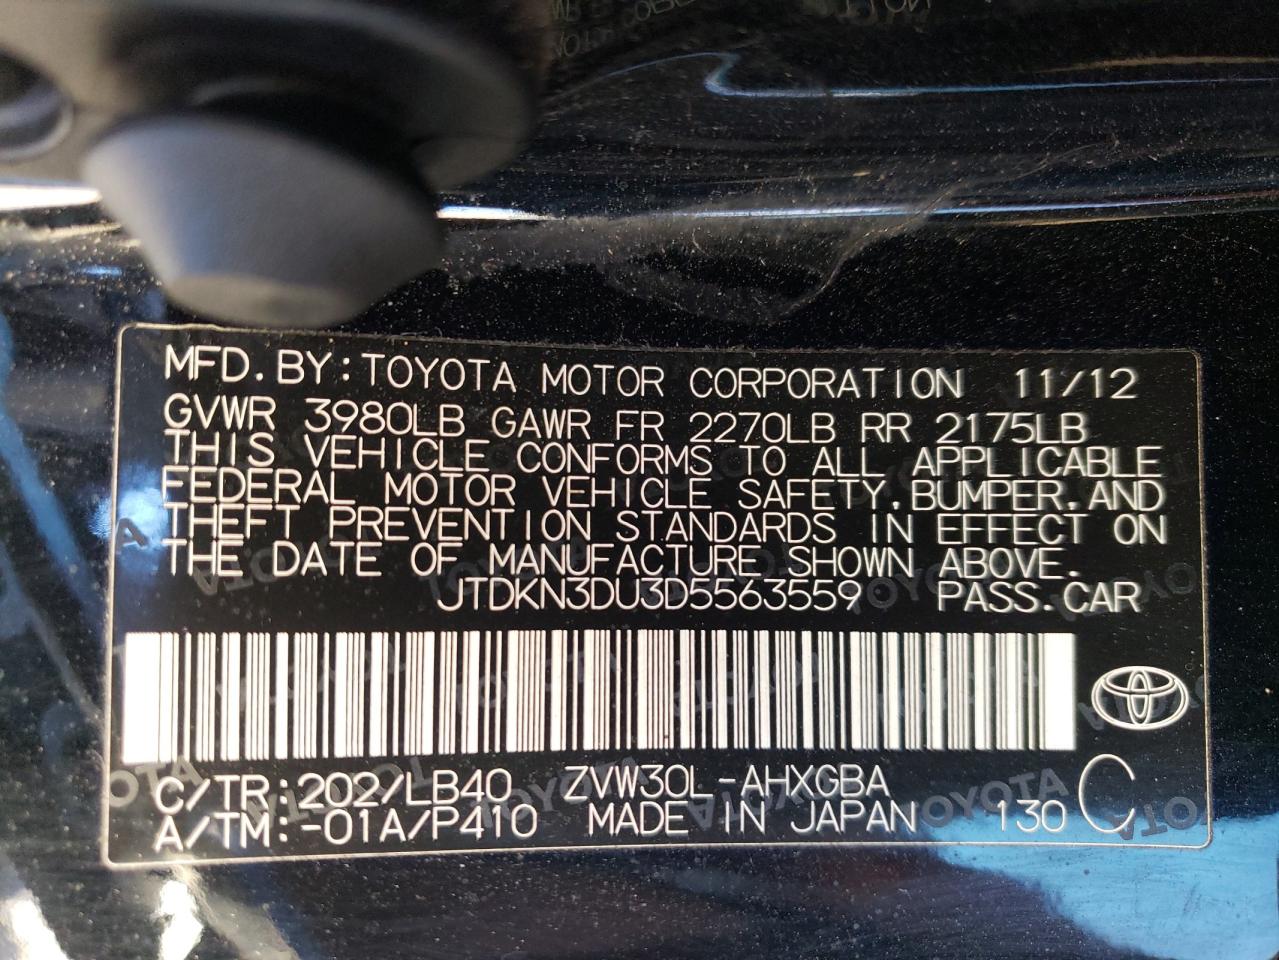 MFD. BY: TOYOTA MOTOR CORPORATION 11/12
GVWR 3980LB GAWR FR 2270LB RR 2175LB
THIS VEHICLE CONFORMS TO ALL APPLICABLE
FEDERAL MOTOR VEHICLE SAFETY, BUMPER, AND
THEFT PREVENTION STANDARDS IN EFFECT ON
THE DATE OF MANUFACTURE SHOWN ABOVE.
JTDKN3DU3D5563559 PASS. CAR
C/TR: 202/LB40 ZVW30L-AHXGBA C
A/TM: -01A/P410 MADE IN JAPAN 130